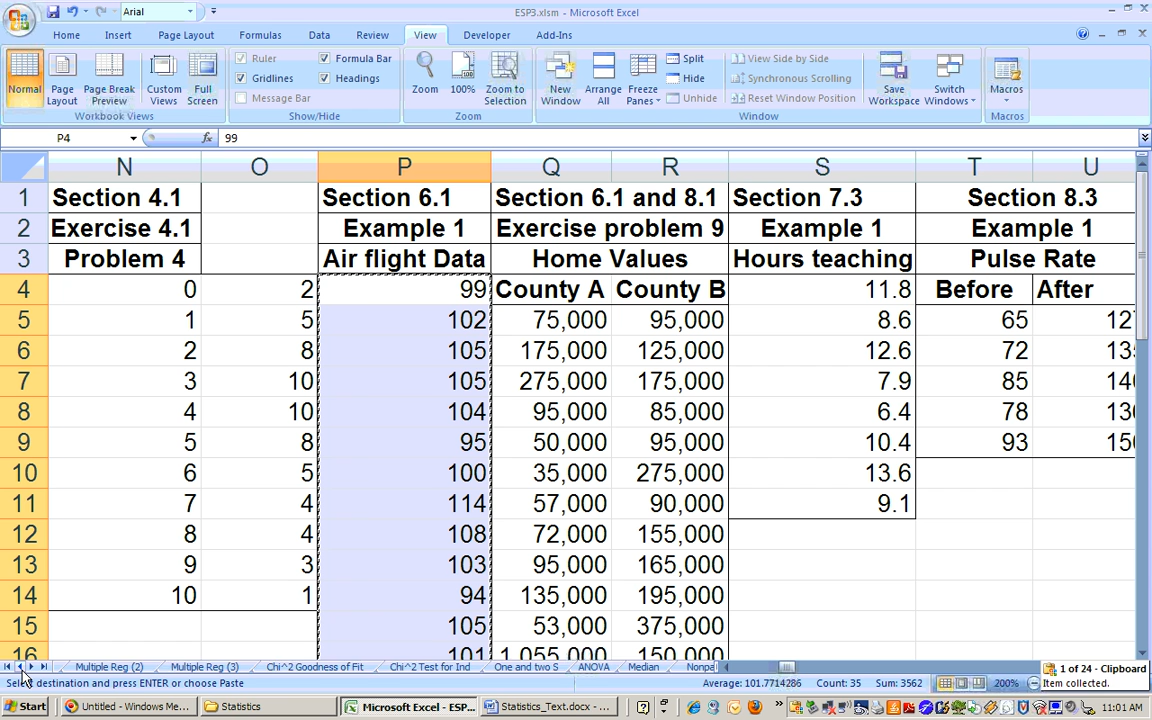 Arial
ESP3.xlsm - Microsoft Excel
Home Insert Page Layout Formulas Data Review View Developer Add-Ins
Normal Page Layout Page Break Preview Custom Views Full Screen
Workbook Views
Ruler Formula Bar
Gridlines Headings
Message Bar
Show/Hide
Zoom 100% Zoom to Selection
Zoom
New Window Arrange All Freeze Panes
Split
Hide
Unhide
View Side by Side
Synchronous Scrolling
Reset Window Position
Save Workspace Switch Windows
Window
Macros
Macros
P4 fx 99
N O P Q R S T U
1 Section 4.1 Section 6.1 Section 6.1 and 8.1 Section 7.3 Section 8.3
2 Exercise 4.1 Example 1 Exercise problem 9 Example 1 Example 1
3 Problem 4 Air flight Data Home Values Hours teaching Pulse Rate
4 0 2 99 County A County B 11.8 Before After
5 1 5 102 75,000 95,000 8.6 65 127
6 2 8 105 175,000 125,000 12.6 72
7 3 10 105 275,000 175,000 7.9 85
8 4 10 104 95,000 85,000 6.4 78
9 5 8 95 50,000 95,000 10.4 93
10 6 5 100 35,000 275,000 13.6
11 7 4 114 57,000 90,000 9.1
12 8 4 108 72,000 155,000
13 9 3 103 95,000 165,000
14 10 1 94 135,000 195,000
15 105 53,000 375,000
16 101 1,055,000 150,000
Multiple Reg (2) Multiple Reg (3) Chi^2 Goodness of Fit Chi^2 Test for Ind One and two S ANOVA Median Nonpa
1 of 24 - Clipboard
Item collected.
Select destination and press ENTER or choose Paste Average: 101.7714286 Count: 35 Sum: 3562 200%
Start Untitled - Windows Me... Statistics Microsoft Excel - ESP... Statistics_Text.docx - ... 11:01 AM